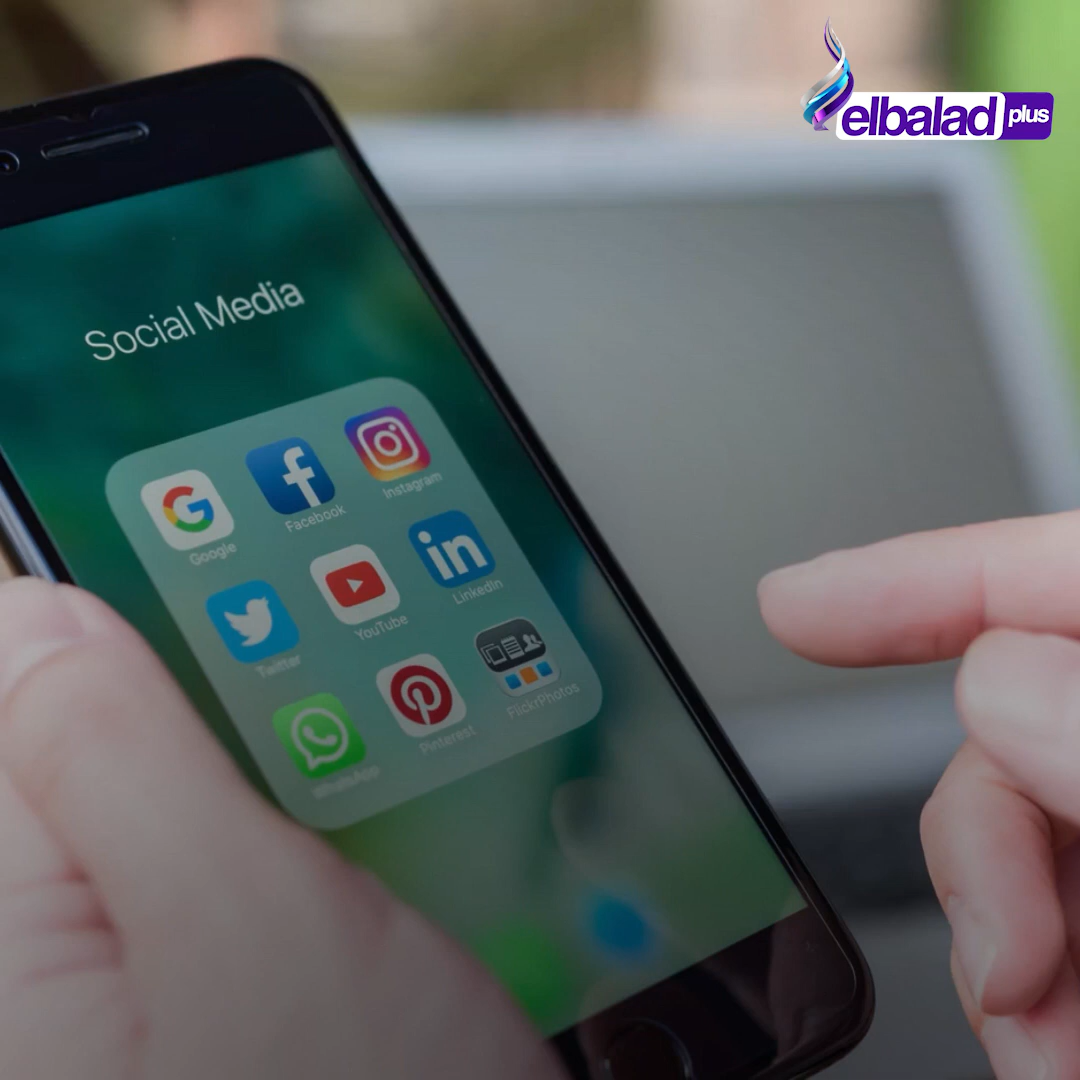 elbalad plus
Social Media
Google
Facebook
Instagram
Twitter
YouTube
LinkedIn
WhatsApp
Pinterest
FlickrPhotos